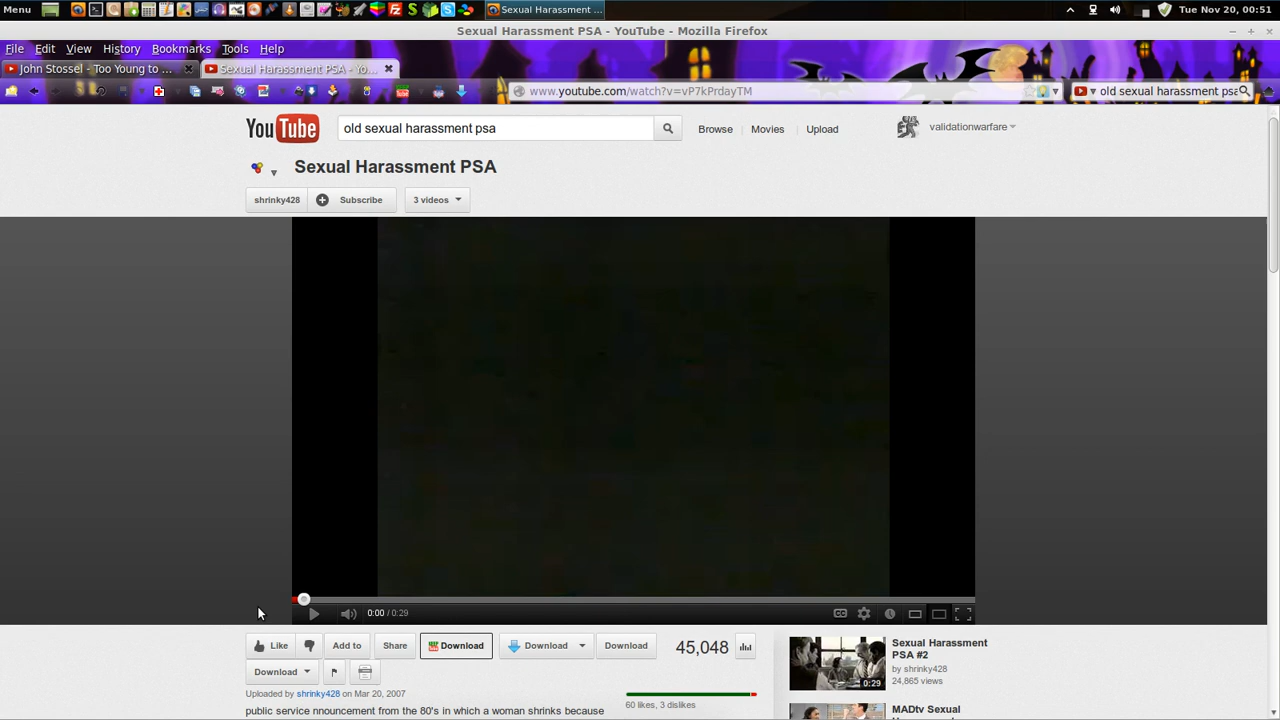 Menu
Sexual Harassment ...
Tue Nov 20, 00:51
Sexual Harassment PSA - YouTube - Mozilla Firefox
File Edit View History Bookmarks Tools Help
John Stossel - Too Young to ...
Sexual Harassment PSA - Yo...
www.youtube.com/watch?v=vP7kPrdayTM
old sexual harassment psa
YouTube
old sexual harassment psa
Browse Movies Upload
validationwarfare
Sexual Harassment PSA
shrinky428
Subscribe
3 videos
0:00 / 0:29
CC
Like
Add to
Share
Download
Download
Download
45,048
Download
Uploaded by shrinky428 on Mar 20, 2007
60 likes, 3 dislikes
public service nnouncement from the 80's in which a woman shrinks because
Sexual Harassment
PSA #2
by shrinky428
24,865 views
0:29
MADtv Sexual